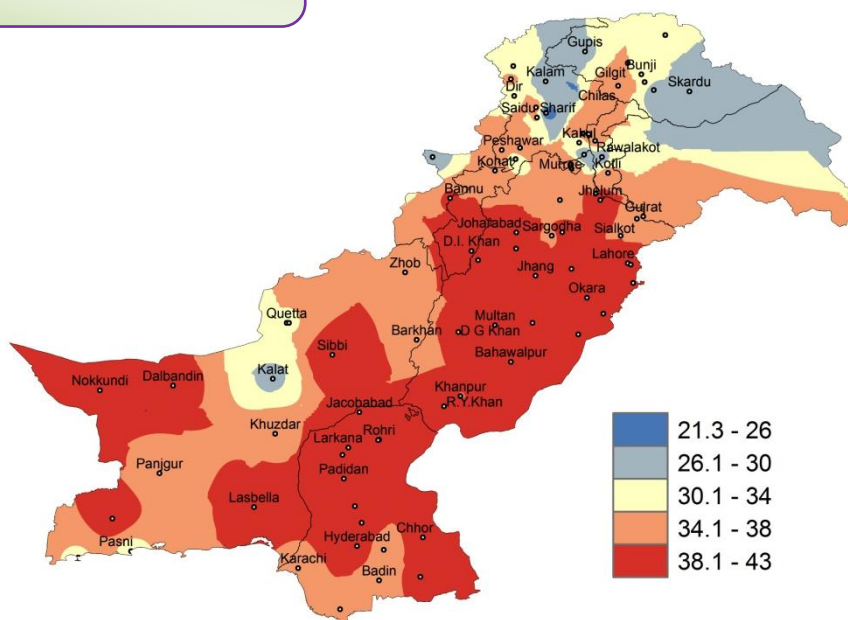 Gupis
Kalam
Gilgit
Bunji
Skardu
Dir
Chilas
Saidu Sharif
Kakul
Peshawar
Rawalakot
Kohat
Kotli
Bannu
Jhelum
Gujrat
Joharabad
Sargodha
Sialkot
D.I. Khan
Lahore
Zhob
Jhang
Okara
Quetta
Multan
Sibbi
Barkhan
D G Khan
Bahawalpur
Kalat
Nokkundi
Dalbandin
Khanpur
Jacobabad
R.Y.Khan
Khuzdar
Larkana
Rohri
Panjgur
Padidan
Lasbella
Chhor
Pasni
Hyderabad
Karachi
Badin
21.3 - 26
26.1 - 30
30.1 - 34
34.1 - 38
38.1 - 43